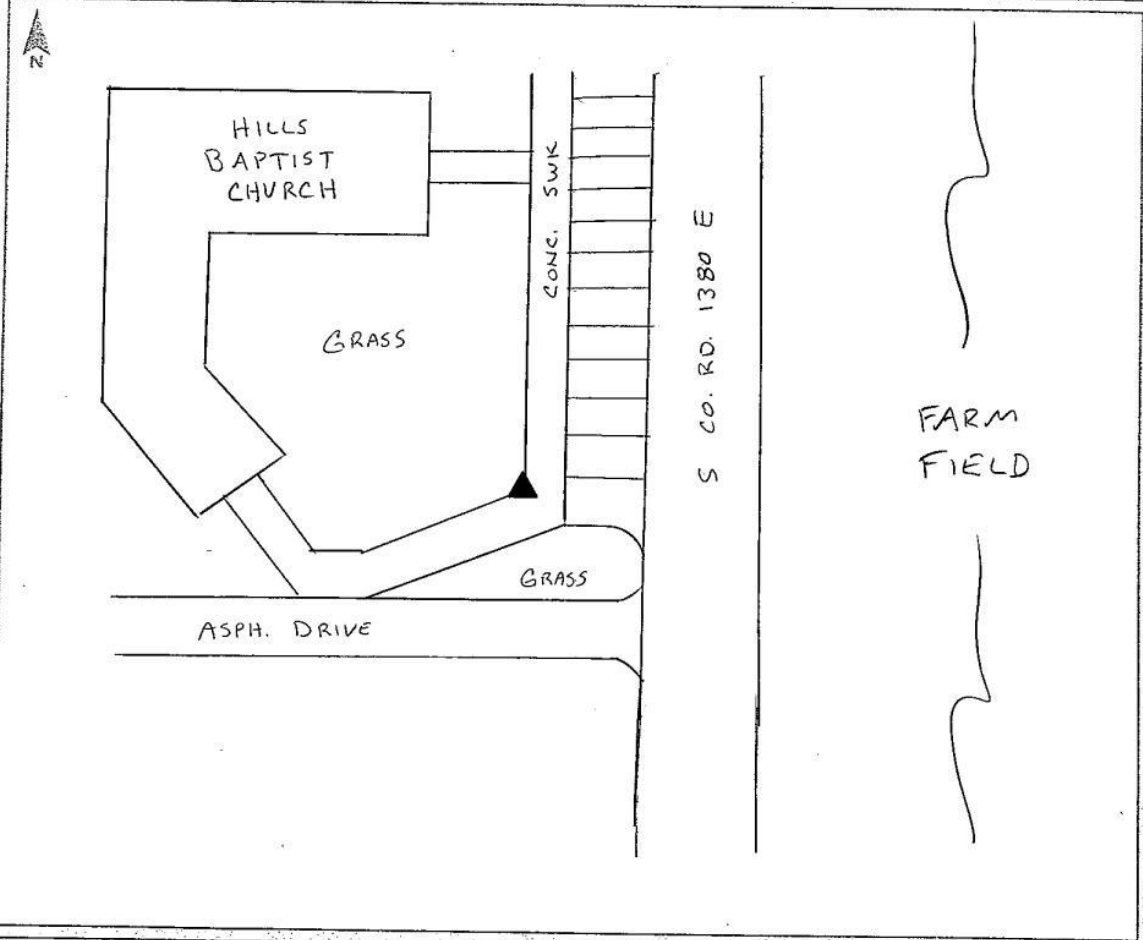 N
HILLS
BAPTIST
CHURCH
CONC. SWK
S CO. RD. 1380 E
GRASS
FARM
FIELD
GRASS
ASPH. DRIVE